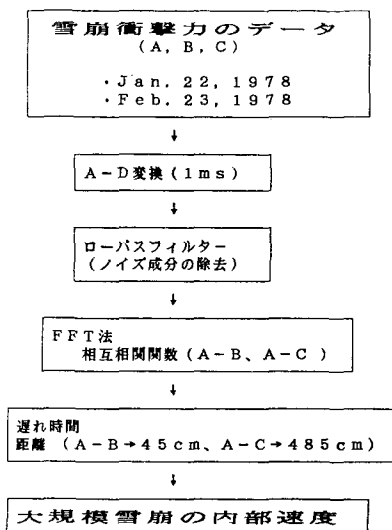 雪崩衝撃力のデータ
(A, B, C)
・Jan. 22, 1978
・Feb. 23, 1978
↓
A-D変換(1ms)
↓
ローパスフィルター
(ノイズ成分の除去)
↓
FFT法
相互相関関数(A-B、A-C)
↓
遅れ時間
距離 (A-B→45cm、A-C→485cm)
↓
大規模雪崩の内部速度